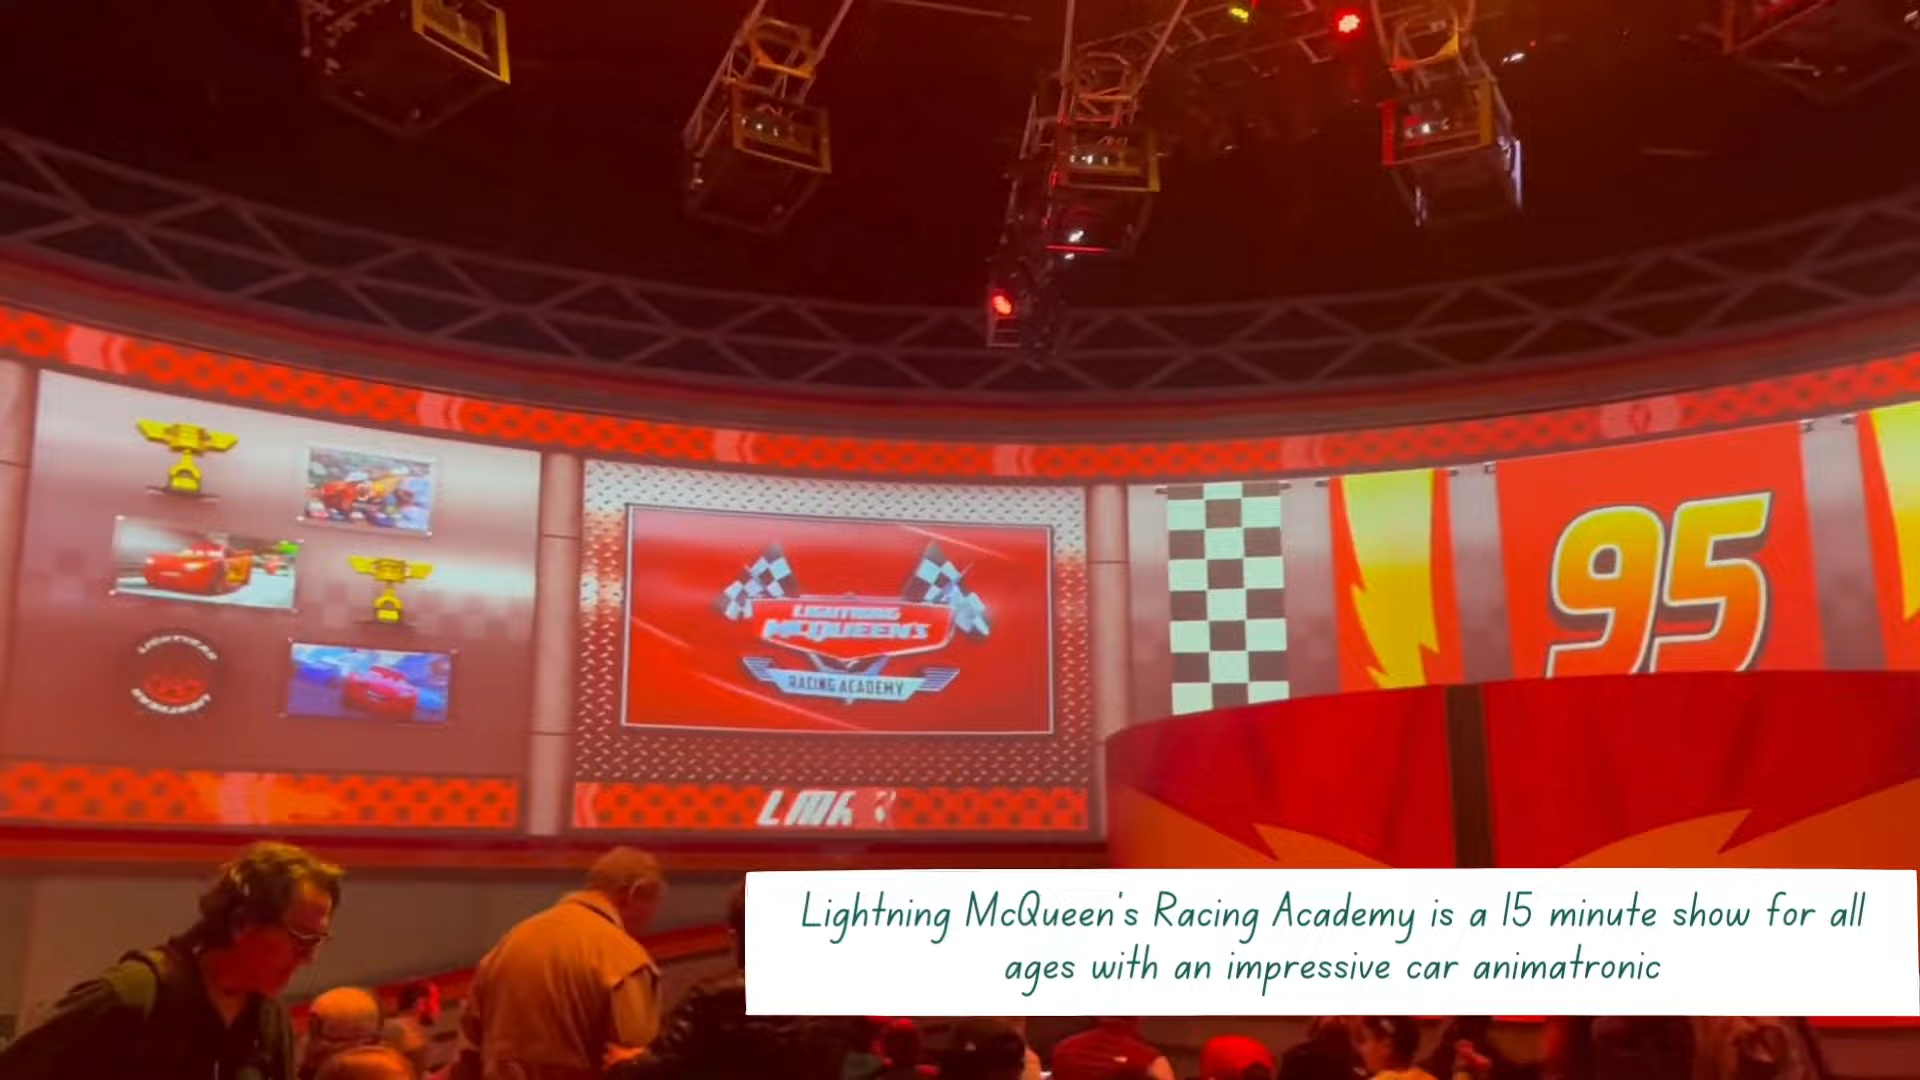 95
LIGHTNING
McQUEEN'S
RACING ACADEMY
Lightning McQueen's Racing Academy is a 15 minute show for all
ages with an impressive car animatronic